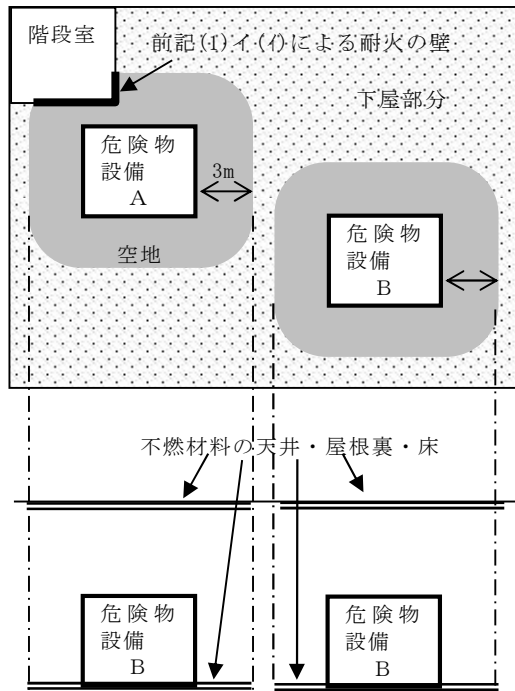 階段室
前記(1)イ(ｲ)による耐火の壁
下屋部分
危険物
設備
A
3m
空地
危険物
設備
B
不燃材料の天井・屋根裏・床
危険物
設備
B
危険物
設備
B